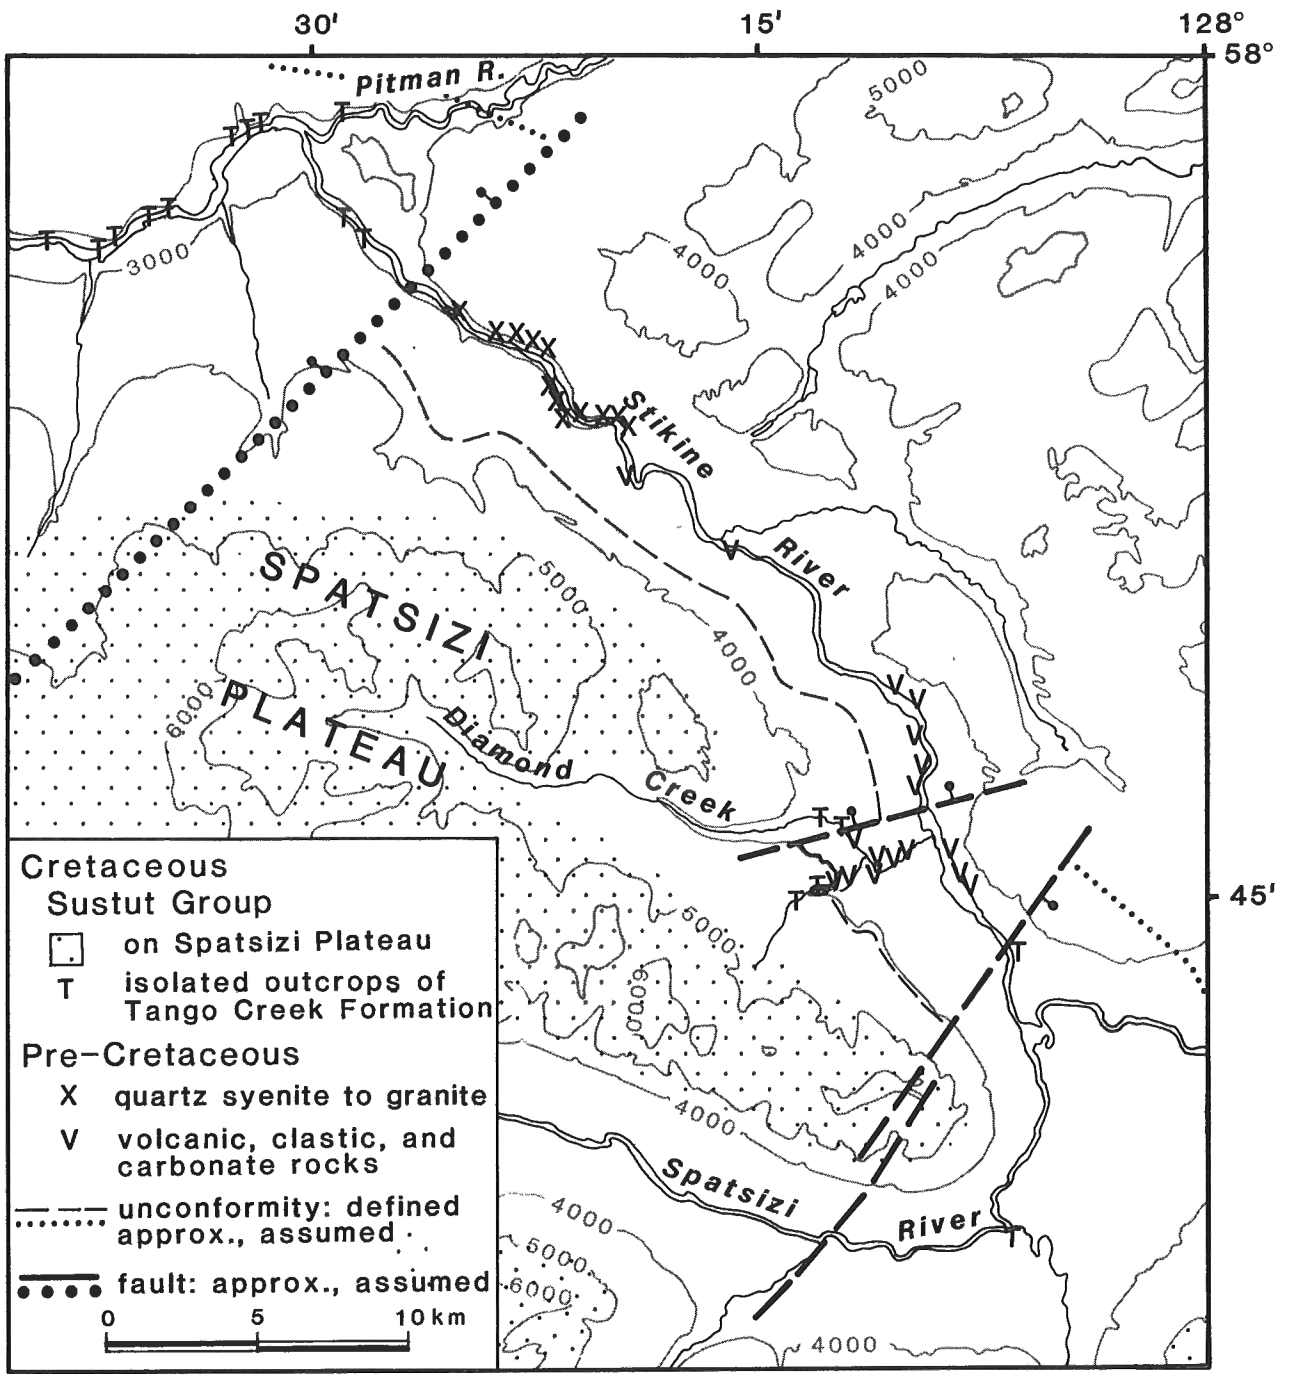 30'
15'
128°
58°
Pitman R.
5000
3000
4000
4000
4000
Stikine
River
SPATSIZI
5000
4000
6000
PLATEAU
Diamond
Creek
45'
5000
6000
4000
Spatsizi
River
4000
5000
6000
4000
Cretaceous
Sustut Group
on Spatsizi Plateau
T isolated outcrops of
Tango Creek Formation
Pre-Cretaceous
X quartz syenite to granite
V volcanic, clastic, and
carbonate rocks
unconformity: defined
approx., assumed
fault: approx., assumed
0 5 10 km